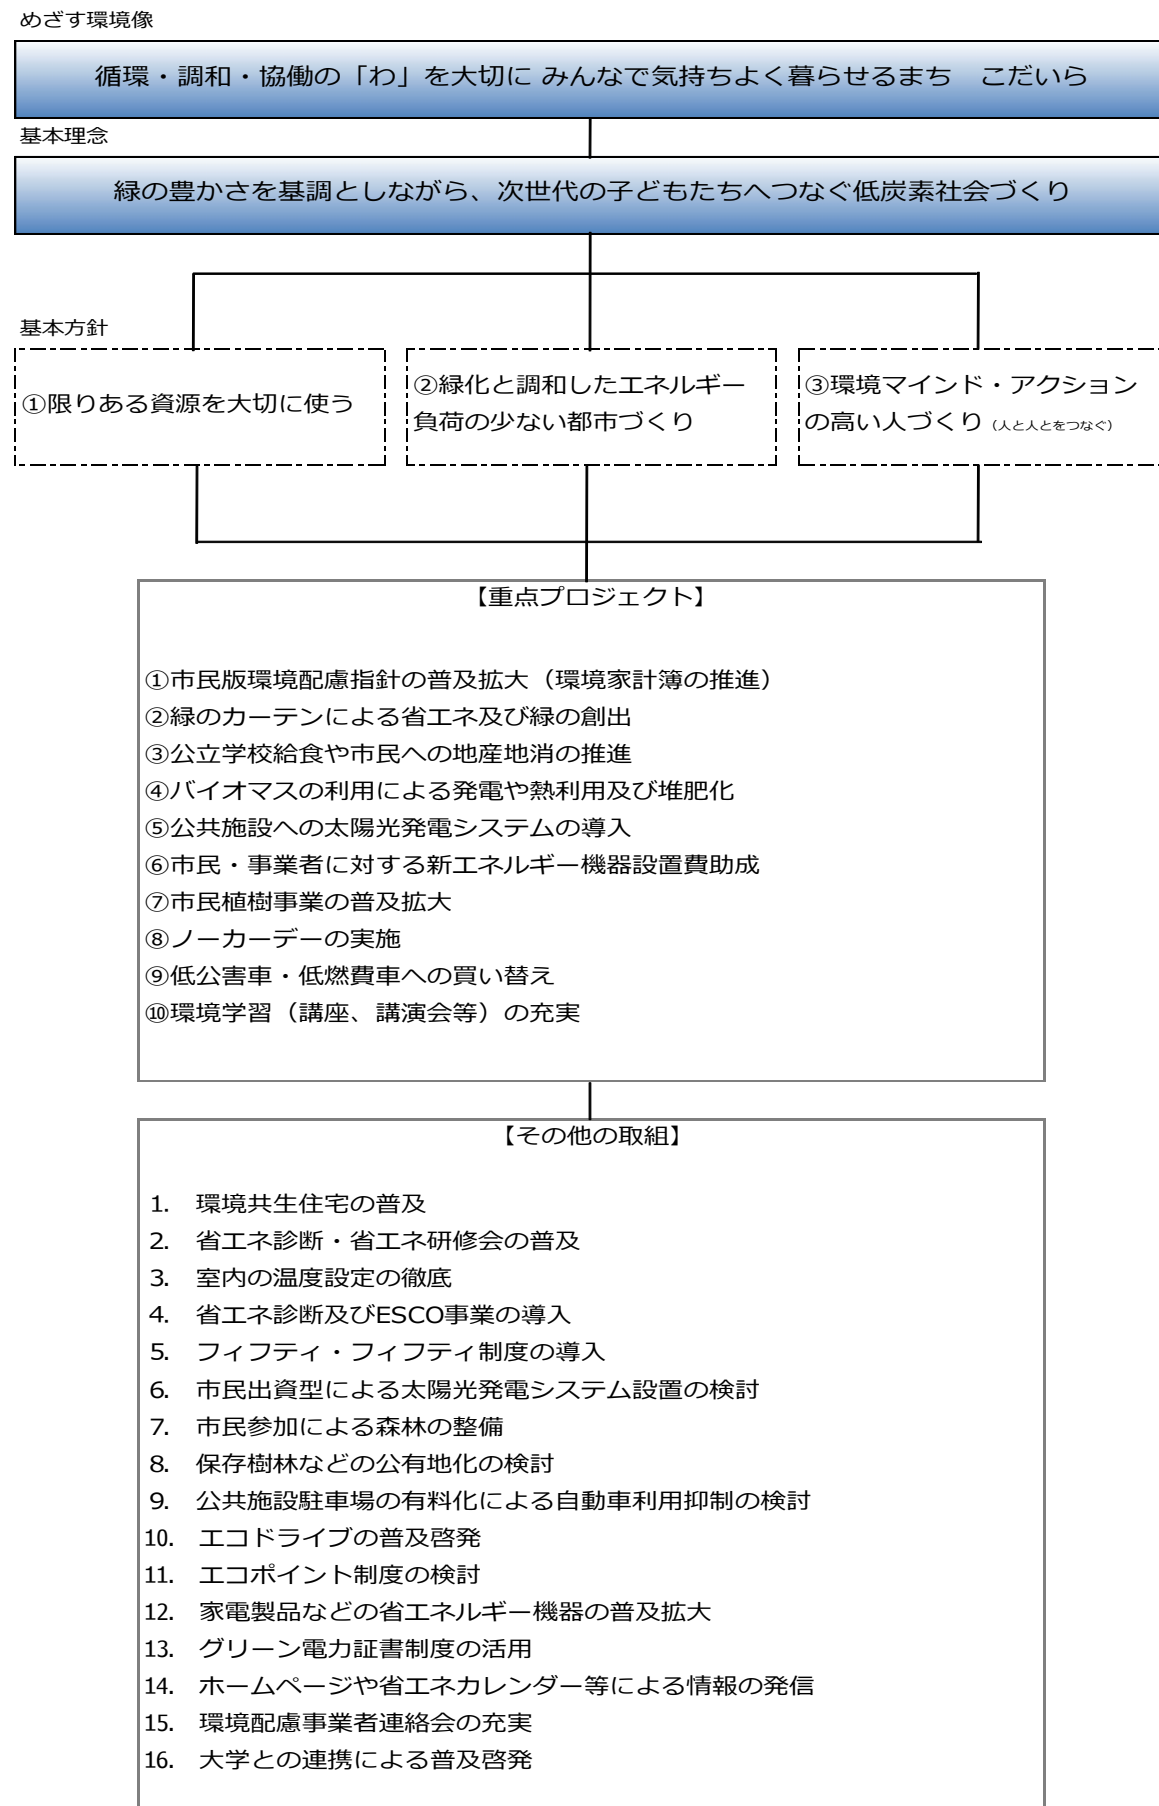 めざす環境像
循環・調和・協働の「わ」を大切に みんなで気持ちよく暮らせるまち　こだいら
基本理念
緑の豊かさを基調としながら、次世代の子どもたちへつなぐ低炭素社会づくり
基本方針
①限りある資源を大切に使う
②緑化と調和したエネルギー
負荷の少ない都市づくり
③環境マインド・アクション
の高い人づくり（人と人とをつなぐ）
【重点プロジェクト】
①市民版環境配慮指針の普及拡大（環境家計簿の推進）
②緑のカーテンによる省エネ及び緑の創出
③公立学校給食や市民への地産地消の推進
④バイオマスの利用による発電や熱利用及び堆肥化
⑤公共施設への太陽光発電システムの導入
⑥市民・事業者に対する新エネルギー機器設置費助成
⑦市民植樹事業の普及拡大
⑧ノーカーデーの実施
⑨低公害車・低燃費車への買い替え
⑩環境学習（講座、講演会等）の充実
【その他の取組】
1.　環境共生住宅の普及
2.　省エネ診断・省エネ研修会の普及
3.　室内の温度設定の徹底
4.　省エネ診断及びESCO事業の導入
5.　フィフティ・フィフティ制度の導入
6.　市民出資型による太陽光発電システム設置の検討
7.　市民参加による森林の整備
8.　保存樹林などの公有地化の検討
9.　公共施設駐車場の有料化による自動車利用抑制の検討
10.　エコドライブの普及啓発
11.　エコポイント制度の検討
12.　家電製品などの省エネルギー機器の普及拡大
13.　グリーン電力証書制度の活用
14.　ホームページや省エネカレンダー等による情報の発信
15.　環境配慮事業者連絡会の充実
16.　大学との連携による普及啓発